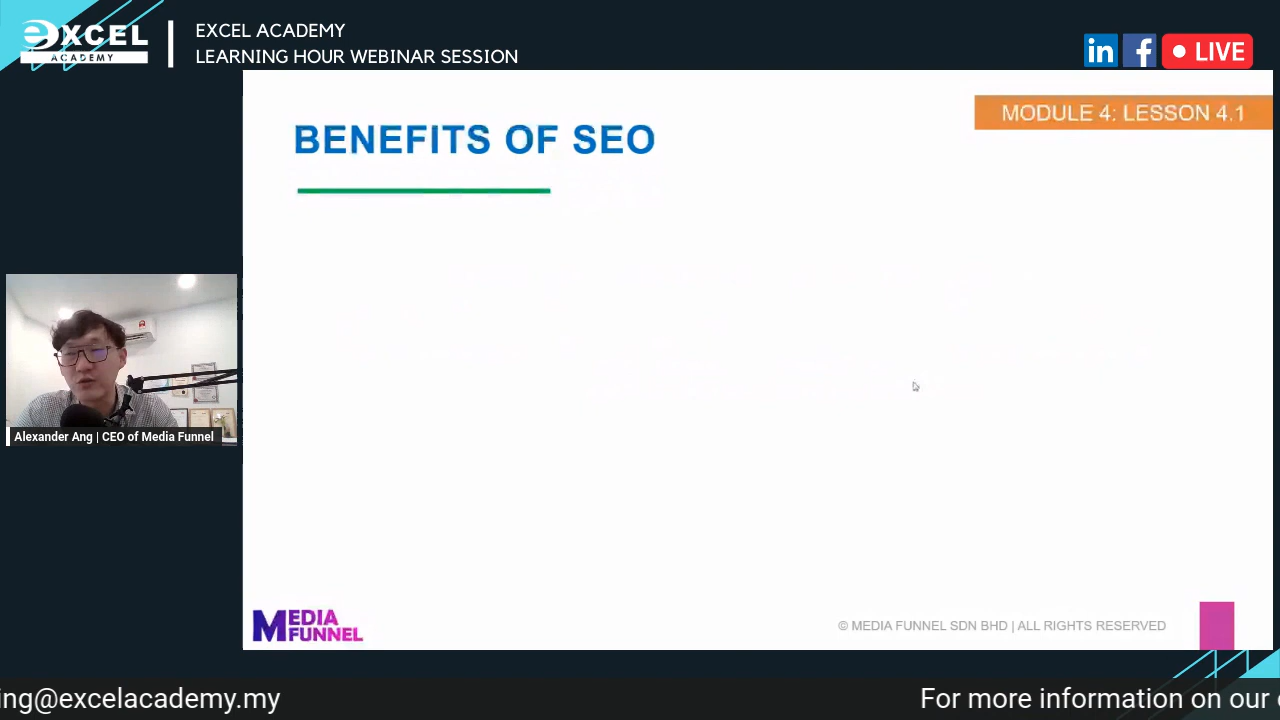 eXCEL
ACADEMY
EXCEL ACADEMY
LEARNING HOUR WEBINAR SESSION
in
f
LIVE
MODULE 4: LESSON 4.1
BENEFITS OF SEO
Alexander Ang | CEO of Media Funnel
MEDIA
FUNNEL
© MEDIA FUNNEL SDN BHD | ALL RIGHTS RESERVED
ing@excelacademy.my
For more information on our